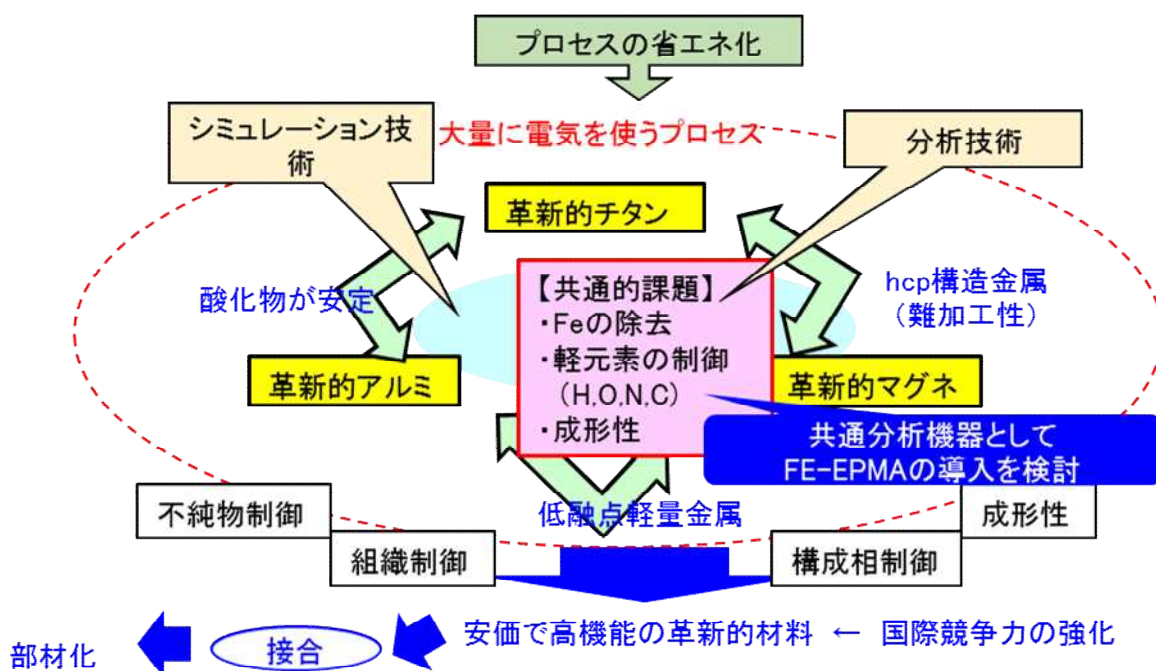 プロセスの省エネ化
シミュレーション技
術
大量に電気を使うプロセス
分析技術
革新的チタン
酸化物が安定
【共通的課題】
・Feの除去
・軽元素の制御
(H,O,N,C)
・成形性
hcp構造金属
(難加工性)
革新的アルミ
革新的マグネ
共通分析機器として
FE-EPMAの導入を検討
不純物制御
低融点軽量金属
成形性
組織制御
構成相制御
安価で高機能の革新的材料 ← 国際競争力の強化
接合
部材化